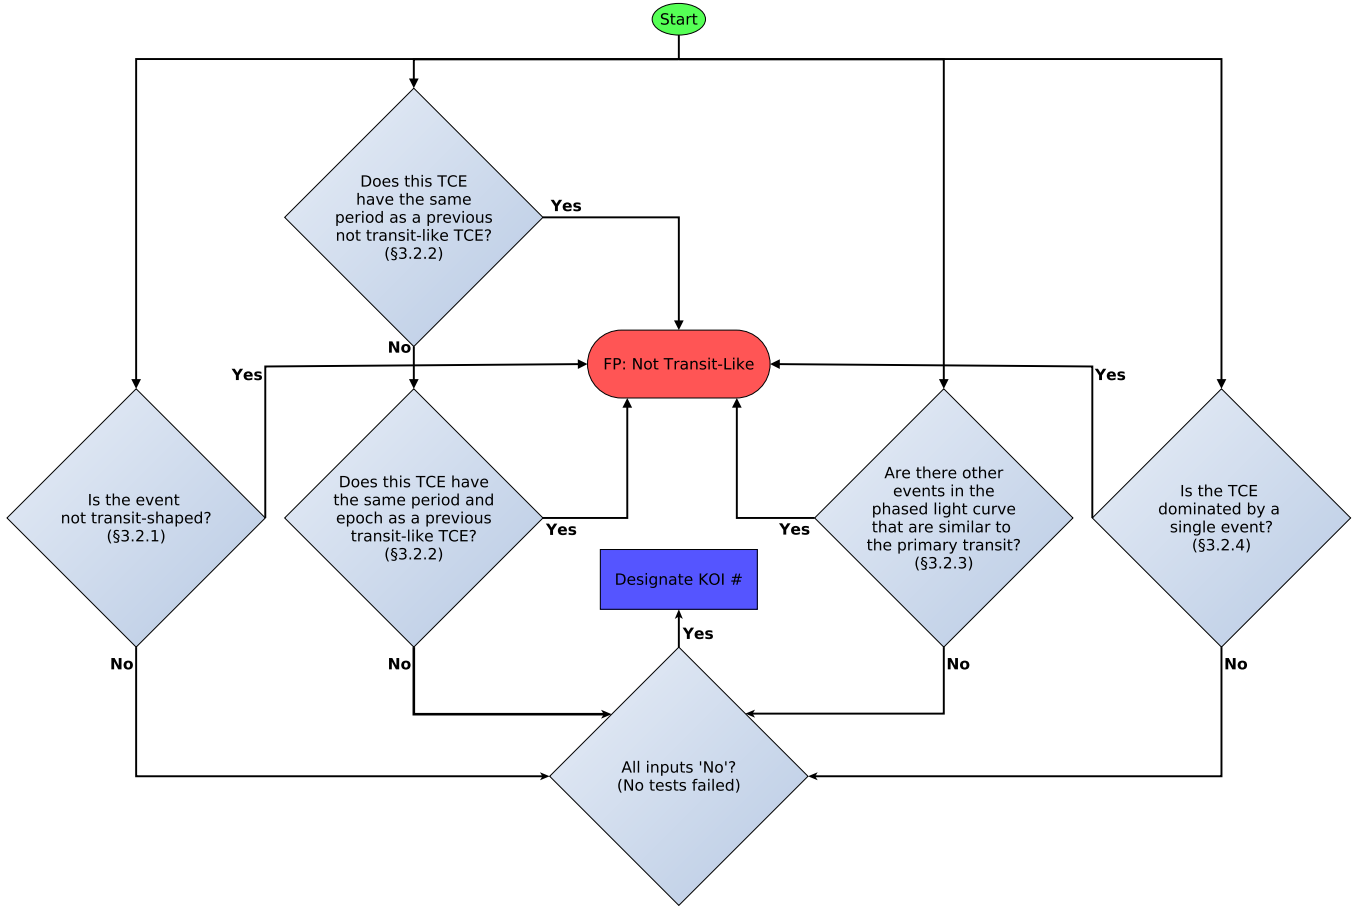 Start
Does this TCE
have the same
period as a previous
not transit-like TCE?
(§3.2.2)
Yes
No
FP: Not Transit-Like
Yes
Yes
Is the event
not transit-shaped?
(§3.2.1)
Does this TCE have
the same period and
epoch as a previous
transit-like TCE?
(§3.2.2)
Are there other
events in the
phased light curve
that are similar to
the primary transit?
(§3.2.3)
Is the TCE
dominated by a
single event?
(§3.2.4)
Yes
Yes
Designate KOI #
Yes
No
No
No
No
All inputs 'No'?
(No tests failed)